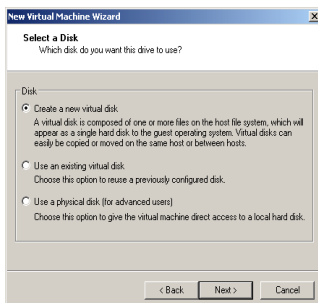 New Virtual Machine Wizard
Select a Disk
Which disk do you want this drive to use?
Disk
Create a new virtual disk
A virtual disk is composed of one or more files on the host file system, which will
appear as a single hard disk to the guest operating system. Virtual disks can
easily be copied or moved on the same host or between hosts.
Use an existing virtual disk
Choose this option to reuse a previously configured disk.
Use a physical disk (for advanced users)
Choose this option to give the virtual machine direct access to a local hard disk.
< Back Next > Cancel